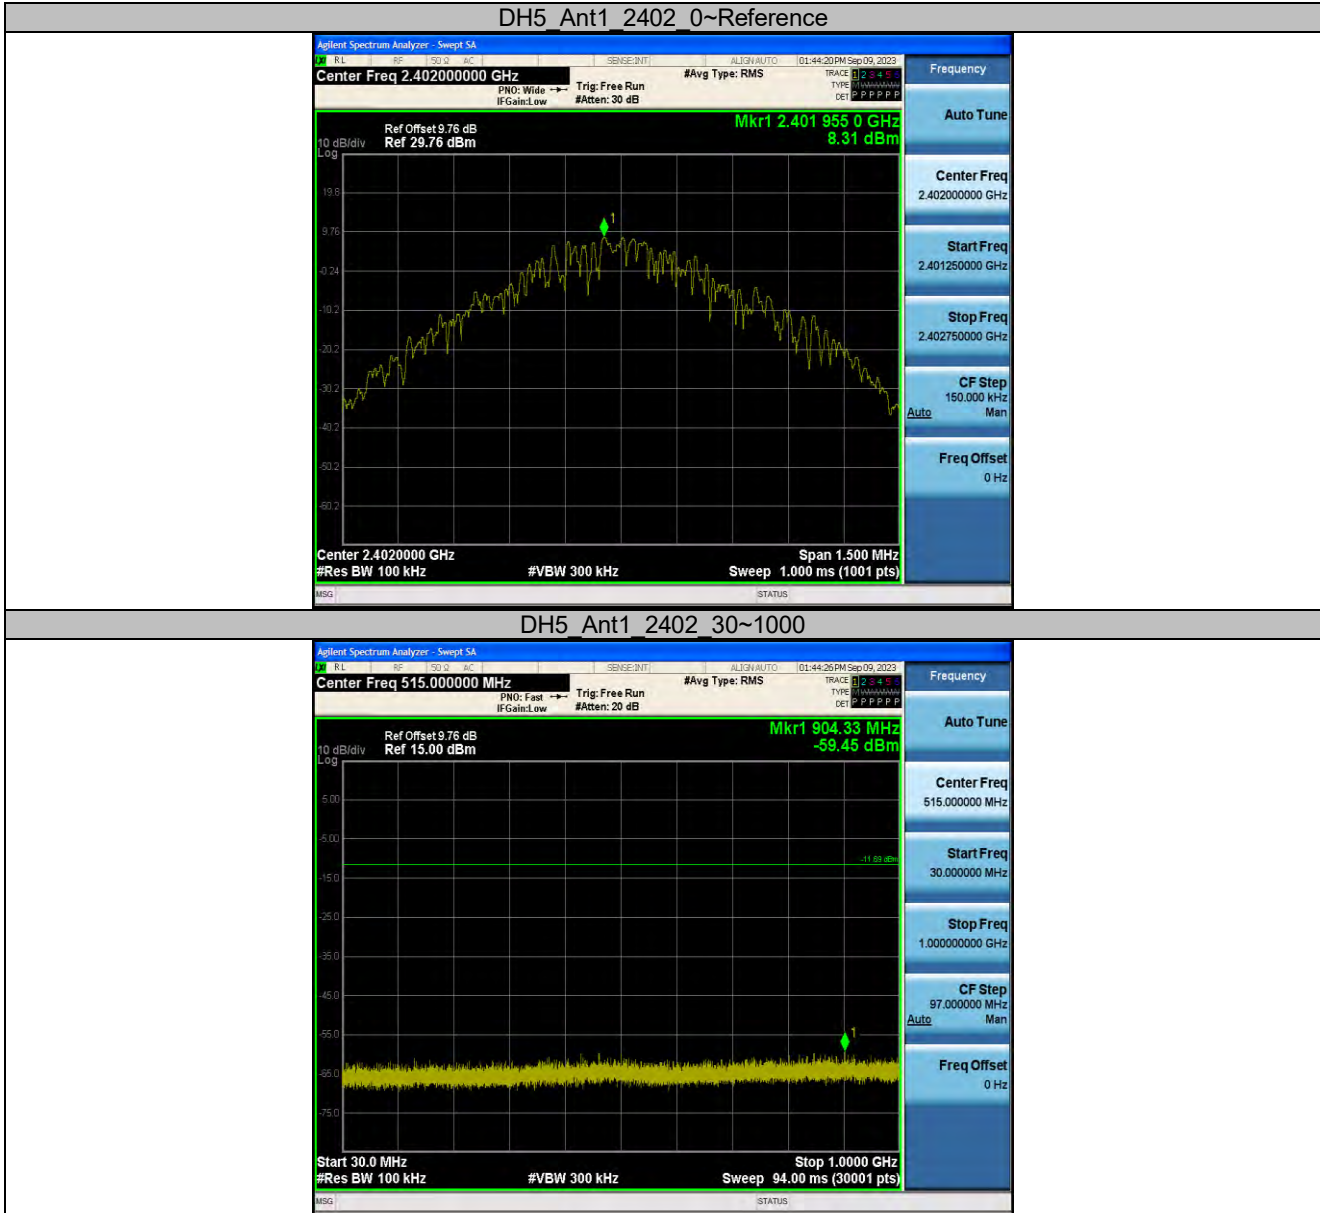 DH5_Ant1_2402_0~Reference
Agilent Spectrum Analyzer - Swept SA
RL RF 50 Ω AC SENSE:INT ALIGN AUTO 01:44:20 PM Sep 09, 2023
Center Freq 2.402000000 GHz #Avg Type: RMS TRACE 1 2 3 4 5 6
PNO: Wide Trig: Free Run TYPE
IFGain:Low #Atten: 30 dB DET P P P P P P
Mkr1 2.401 955 0 GHz
8.31 dBm
Ref Offset 9.76 dB
10 dB/div Ref 29.76 dBm
Log
19.8
1
9.76
-0.24
-10.2
-20.2
-30.2
-40.2
-50.2
-60.2
Center 2.4020000 GHz Span 1.500 MHz
#Res BW 100 kHz #VBW 300 kHz Sweep 1.000 ms (1001 pts)
MSG STATUS
Frequency
Auto Tune
Center Freq
2.402000000 GHz
Start Freq
2.401250000 GHz
Stop Freq
2.402750000 GHz
CF Step
150.000 kHz
Auto Man
Freq Offset
0 Hz
DH5_Ant1_2402_30~1000
Agilent Spectrum Analyzer - Swept SA
RL RF 50 Ω AC SENSE:INT ALIGN AUTO 01:44:26 PM Sep 09, 2023
Center Freq 515.000000 MHz #Avg Type: RMS TRACE 1 2 3 4 5 6
PNO: Fast Trig: Free Run TYPE
IFGain:Low #Atten: 20 dB DET P P P P P P
Mkr1 904.33 MHz
-59.45 dBm
Ref Offset 9.76 dB
10 dB/div Ref 15.00 dBm
Log
5.00
-5.00
-11.69 dBm
-15.0
-25.0
-35.0
-45.0
-55.0
1
-65.0
-75.0
Start 30.0 MHz Stop 1.0000 GHz
#Res BW 100 kHz #VBW 300 kHz Sweep 94.00 ms (30001 pts)
MSG STATUS
Frequency
Auto Tune
Center Freq
515.000000 MHz
Start Freq
30.000000 MHz
Stop Freq
1.000000000 GHz
CF Step
97.000000 MHz
Auto Man
Freq Offset
0 Hz